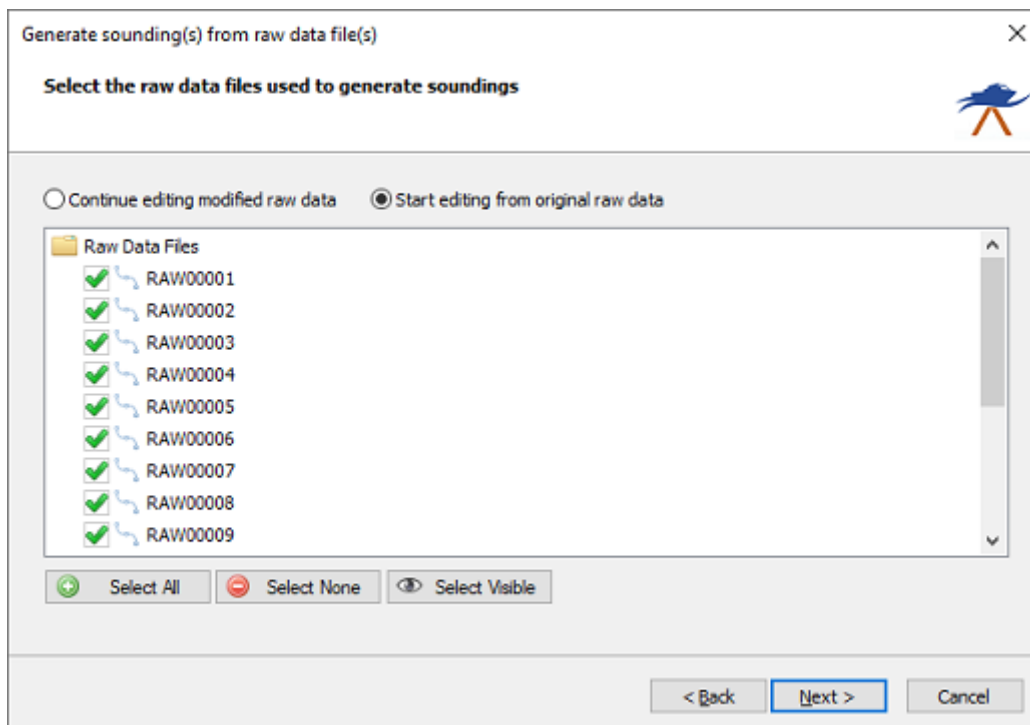 Generate sounding(s) from raw data file(s)
Select the raw data files used to generate soundings
Continue editing modified raw data Start editing from original raw data
Raw Data Files
RAW00001
RAW00002
RAW00003
RAW00004
RAW00005
RAW00006
RAW00007
RAW00008
RAW00009
Select All Select None Select Visible
< Back Next > Cancel